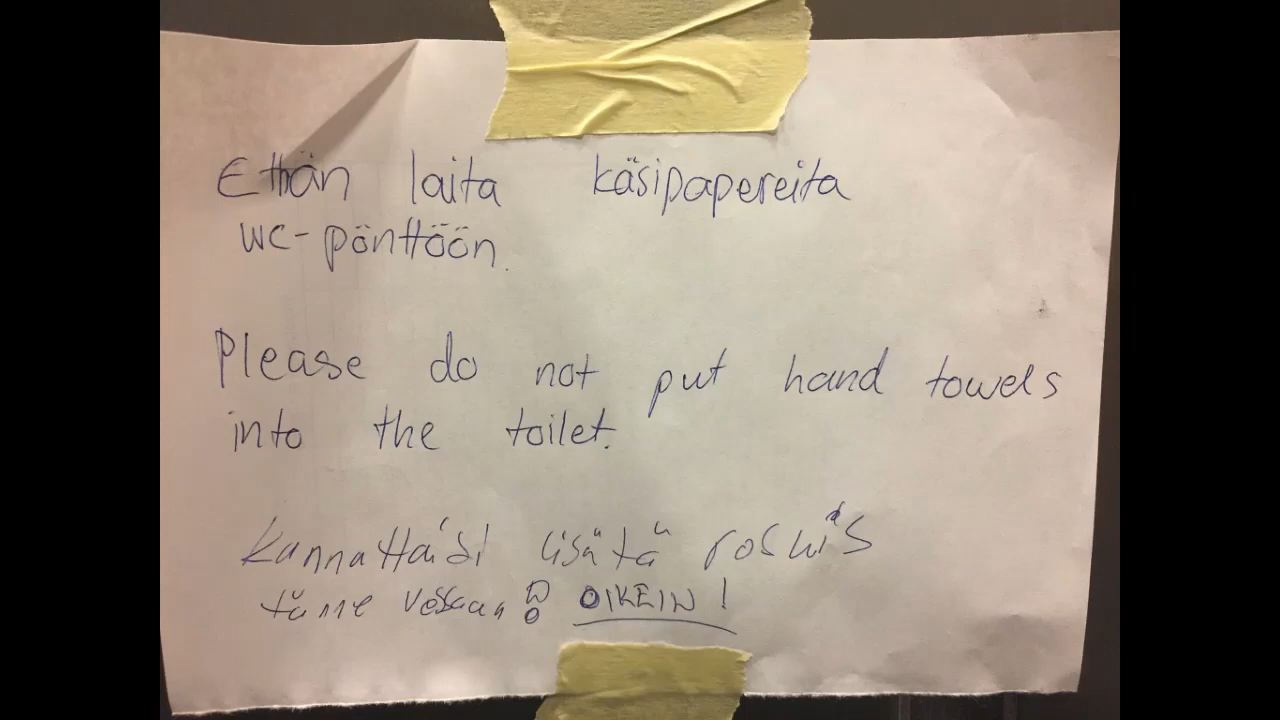 Ethän laita käsipapereita
WC-pönttöön.
Please do not put hand towels
into the toilet.
Kannattaisi lisätä roskis
tänne vessaan! OIKEIN!